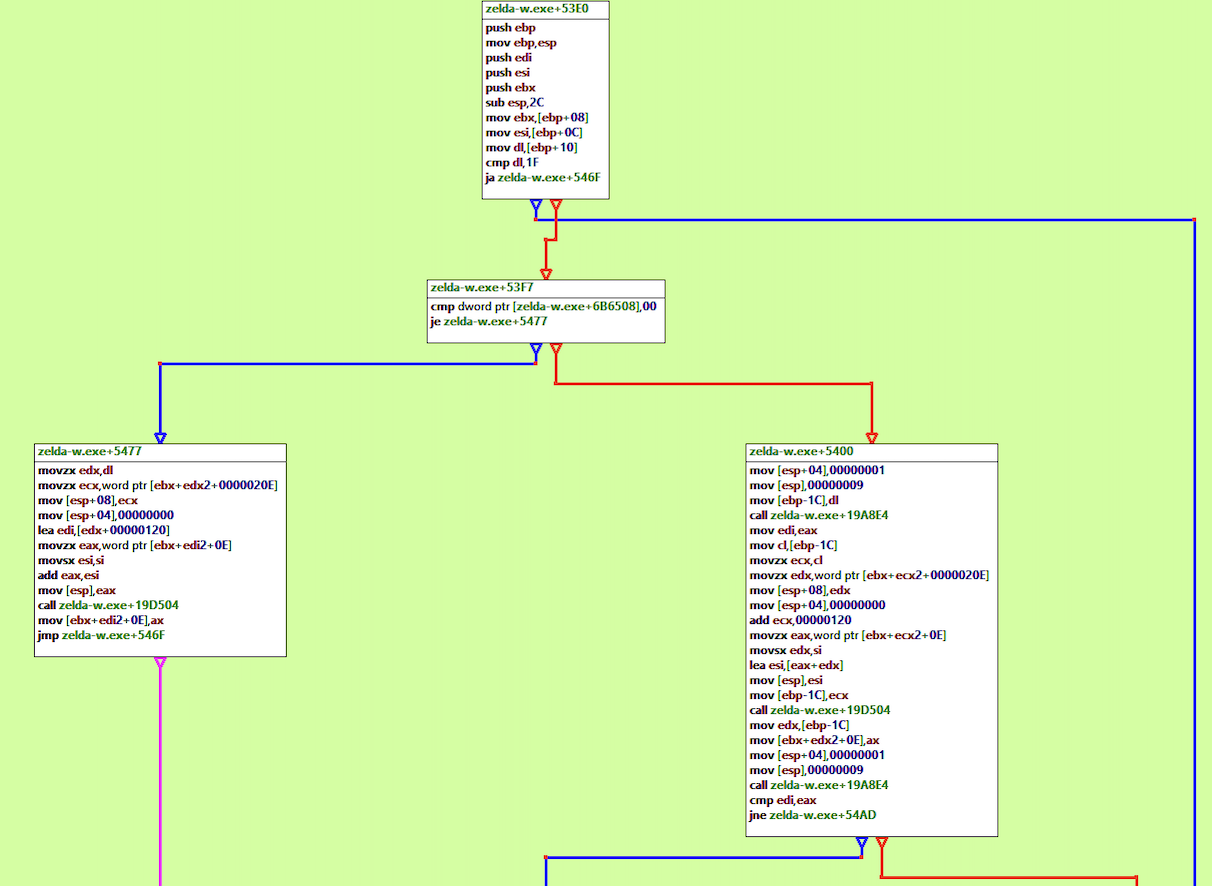 zelda-w.exe+53E0
push ebp
mov ebp,esp
push edi
push esi
push ebx
sub esp,2C
mov ebx,[ebp+08]
mov esi,[ebp+0C]
mov dl,[ebp+10]
cmp dl,1F
ja zelda-w.exe+546F
zelda-w.exe+53F7
cmp dword ptr [zelda-w.exe+6B6508],00
je zelda-w.exe+5477
zelda-w.exe+5477
movzx edx,dl
movzx ecx,word ptr [ebx+edx2+0000020E]
mov [esp+08],ecx
mov [esp+04],00000000
lea edi,[edx+00000120]
movzx eax,word ptr [ebx+edi2+0E]
movsx esi,si
add eax,esi
mov [esp],eax
call zelda-w.exe+19D504
mov [ebx+edi2+0E],ax
jmp zelda-w.exe+546F
zelda-w.exe+5400
mov [esp+04],00000001
mov [esp],00000009
mov [ebp-1C],dl
call zelda-w.exe+19A8E4
mov edi,eax
mov cl,[ebp-1C]
movzx ecx,cl
movzx edx,word ptr [ebx+ecx2+0000020E]
mov [esp+08],edx
mov [esp+04],00000000
add ecx,00000120
movzx eax,word ptr [ebx+ecx2+0E]
movsx edx,si
lea esi,[eax+edx]
mov [esp],esi
mov [ebp-1C],ecx
call zelda-w.exe+19D504
mov edx,[ebp-1C]
mov [ebx+edx2+0E],ax
mov [esp+04],00000001
mov [esp],00000009
call zelda-w.exe+19A8E4
cmp edi,eax
jne zelda-w.exe+54AD